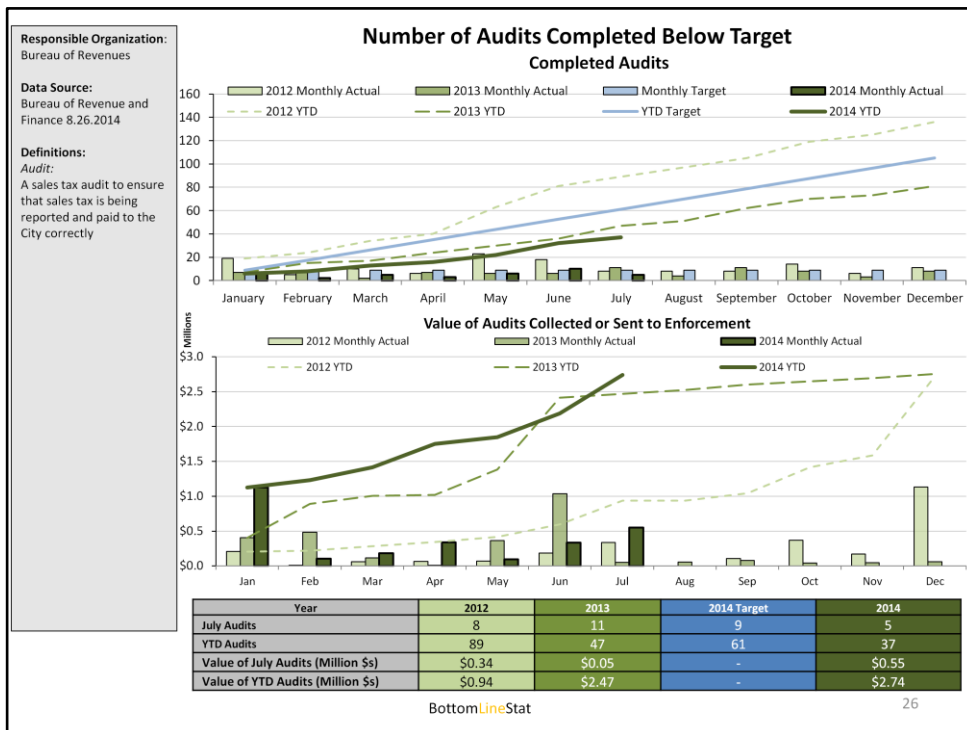 Responsible Organization:
Bureau of Revenues
Data Source:
Bureau of Revenue and
Finance 8.26.2014
Definitions:
Audit:
A sales tax audit to ensure
that sales tax is being
reported and paid to the
City correctly
Number of Audits Completed Below Target
Completed Audits
2012 Monthly Actual 2013 Monthly Actual Monthly Target 2014 Monthly Actual
2012 YTD 2013 YTD YTD Target 2014 YTD
160
140
120
100
80
60
40
20
0
January February March April May June July August September October November December
Value of Audits Collected or Sent to Enforcement
Millions
2012 Monthly Actual 2013 Monthly Actual 2014 Monthly Actual
2012 YTD 2013 YTD 2014 YTD
$3.0
$2.5
$2.0
$1.5
$1.0
$0.5
$0.0
Jan Feb Mar Apr May Jun Jul Aug Sep Oct Nov Dec
Year 2012 2013 2014 Target 2014
July Audits 8 11 9 5
YTD Audits 89 47 61 37
Value of July Audits (Million $s) $0.34 $0.05 - $0.55
Value of YTD Audits (Million $s) $0.94 $2.47 - $2.74
BottomLineStat
26